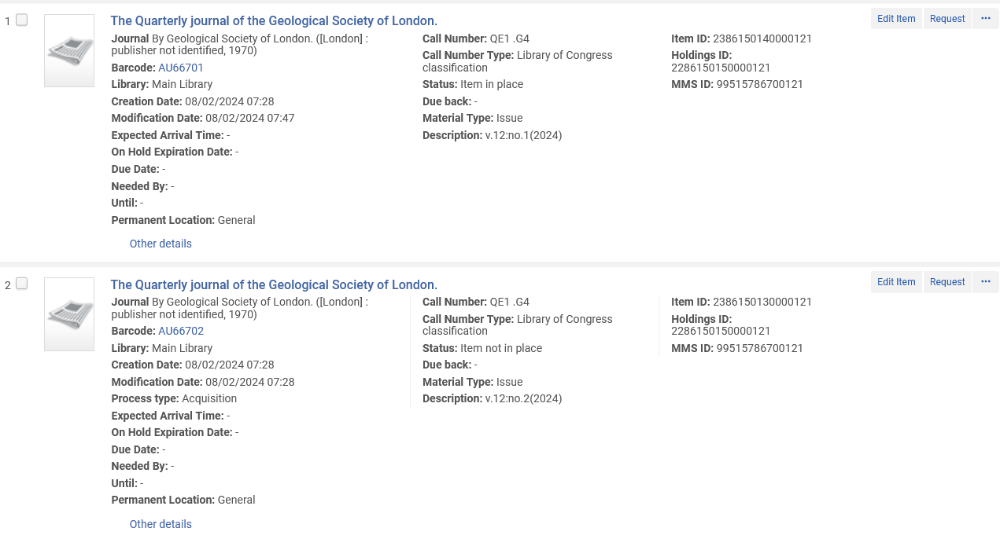 1
The Quarterly journal of the Geological Society of London.
Edit Item
Request
•••
Journal By Geological Society of London. ([London] :
publisher not identified, 1970)
Barcode: AU66701
Library: Main Library
Creation Date: 08/02/2024 07:28
Modification Date: 08/02/2024 07:47
Expected Arrival Time: -
On Hold Expiration Date: -
Due Date: -
Needed By: -
Until: -
Permanent Location: General
Other details
Call Number: QE1 .G4
Call Number Type: Library of Congress
classification
Status: Item in place
Due back: -
Material Type: Issue
Description: v.12:no.1(2024)
Item ID: 2386150140000121
Holdings ID:
2286150150000121
MMS ID: 99515786700121
2
The Quarterly journal of the Geological Society of London.
Edit Item
Request
•••
Journal By Geological Society of London. ([London] :
publisher not identified, 1970)
Barcode: AU66702
Library: Main Library
Creation Date: 08/02/2024 07:28
Modification Date: 08/02/2024 07:28
Process type: Acquisition
Expected Arrival Time: -
On Hold Expiration Date: -
Due Date: -
Needed By: -
Until: -
Permanent Location: General
Other details
Call Number: QE1 .G4
Call Number Type: Library of Congress
classification
Status: Item not in place
Due back: -
Material Type: Issue
Description: v.12:no.2(2024)
Item ID: 2386150130000121
Holdings ID:
2286150150000121
MMS ID: 99515786700121